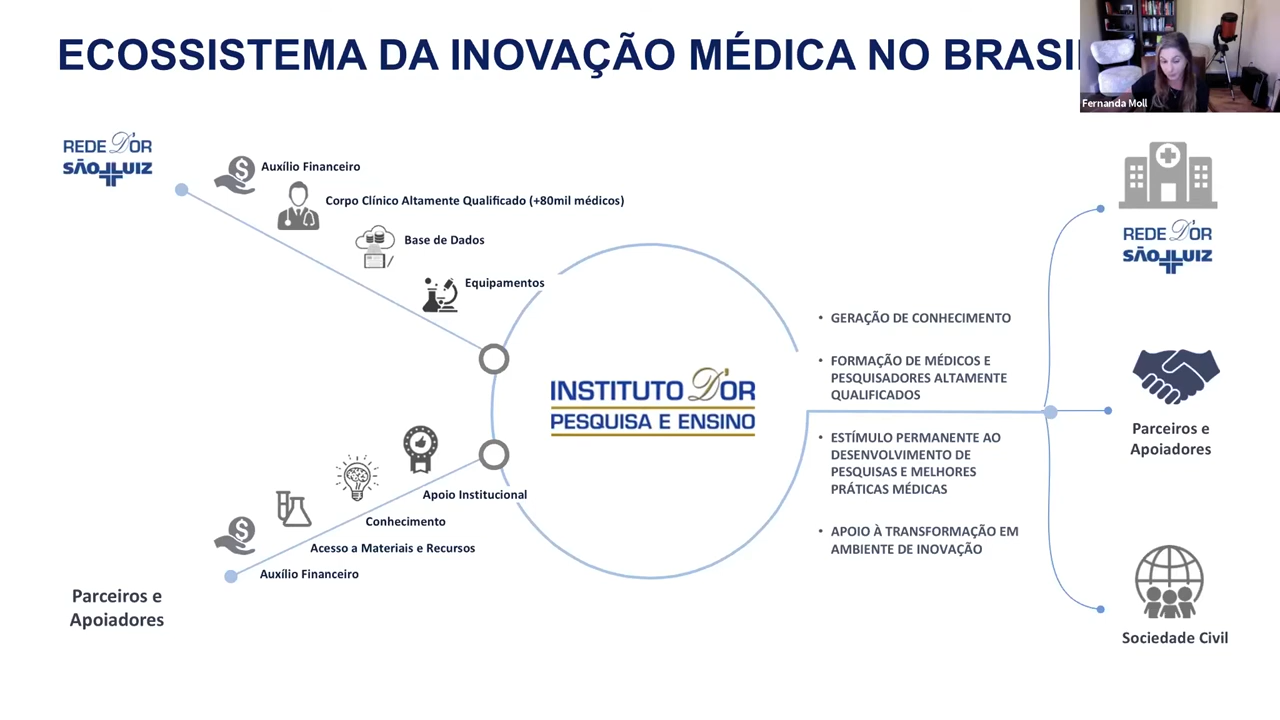 ECOSSISTEMA DA INOVAÇÃO MÉDICA NO BRASI
Fernanda Moll
REDE D'OR
SÃO LUIZ
Auxílio Financeiro
Corpo Clínico Altamente Qualificado (+80mil médicos)
Base de Dados
Equipamentos
INSTITUTO D'OR
PESQUISA E ENSINO
Apoio Institucional
Conhecimento
Acesso a Materiais e Recursos
Auxílio Financeiro
Parceiros e
Apoiadores
• GERAÇÃO DE CONHECIMENTO
• FORMAÇÃO DE MÉDICOS E
PESQUISADORES ALTAMENTE
QUALIFICADOS
• ESTÍMULO PERMANENTE AO
DESENVOLVIMENTO DE
PESQUISAS E MELHORES
PRÁTICAS MÉDICAS
• APOIO À TRANSFORMAÇÃO EM
AMBIENTE DE INOVAÇÃO
REDE D'OR
SÃO LUIZ
Parceiros e
Apoiadores
Sociedade Civil